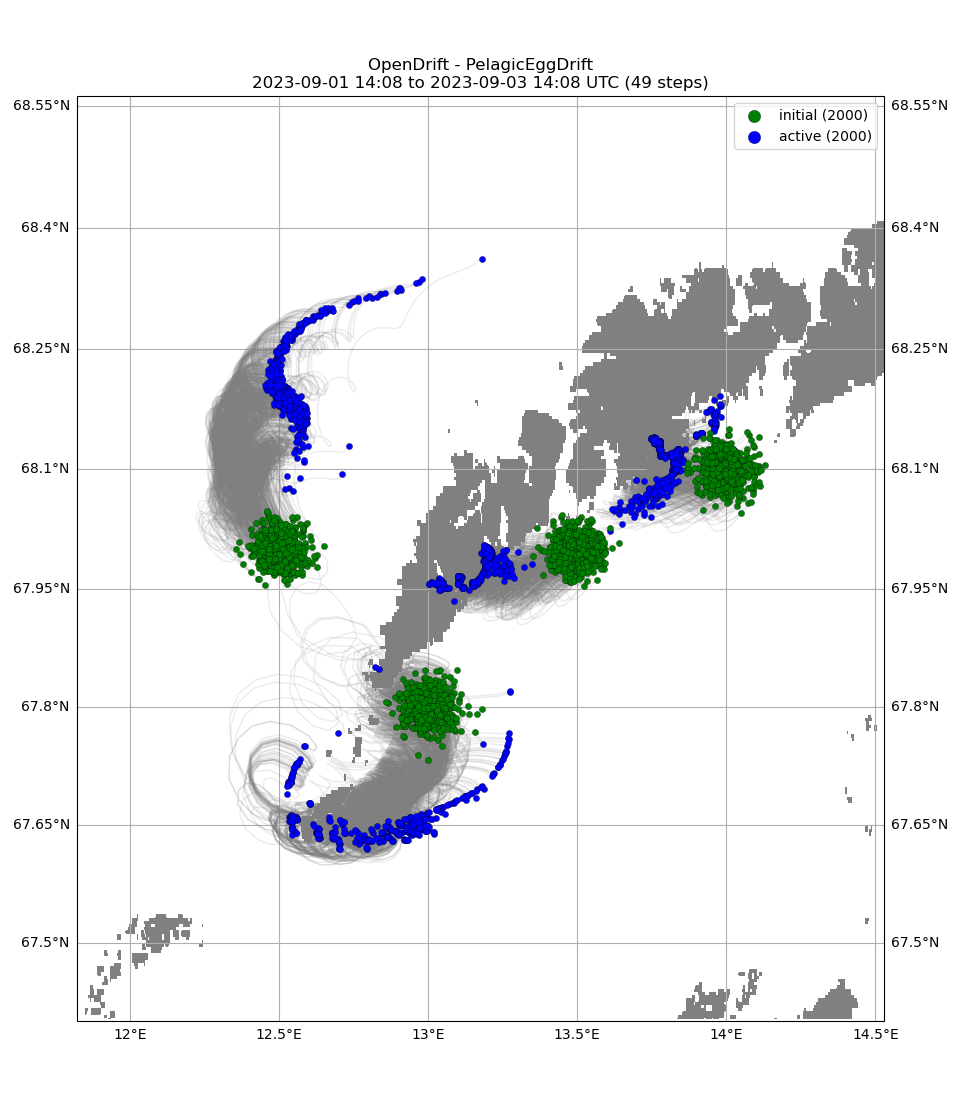 OpenDrift - PelagicEggDrift
2023-09-01 14:08 to 2023-09-03 14:08 UTC (49 steps)
initial (2000)
active (2000)
68.55°N 68.55°N
68.4°N 68.4°N
68.25°N 68.25°N
68.1°N 68.1°N
67.95°N 67.95°N
67.8°N 67.8°N
67.65°N 67.65°N
67.5°N 67.5°N
12°E 12.5°E 13°E 13.5°E 14°E 14.5°E